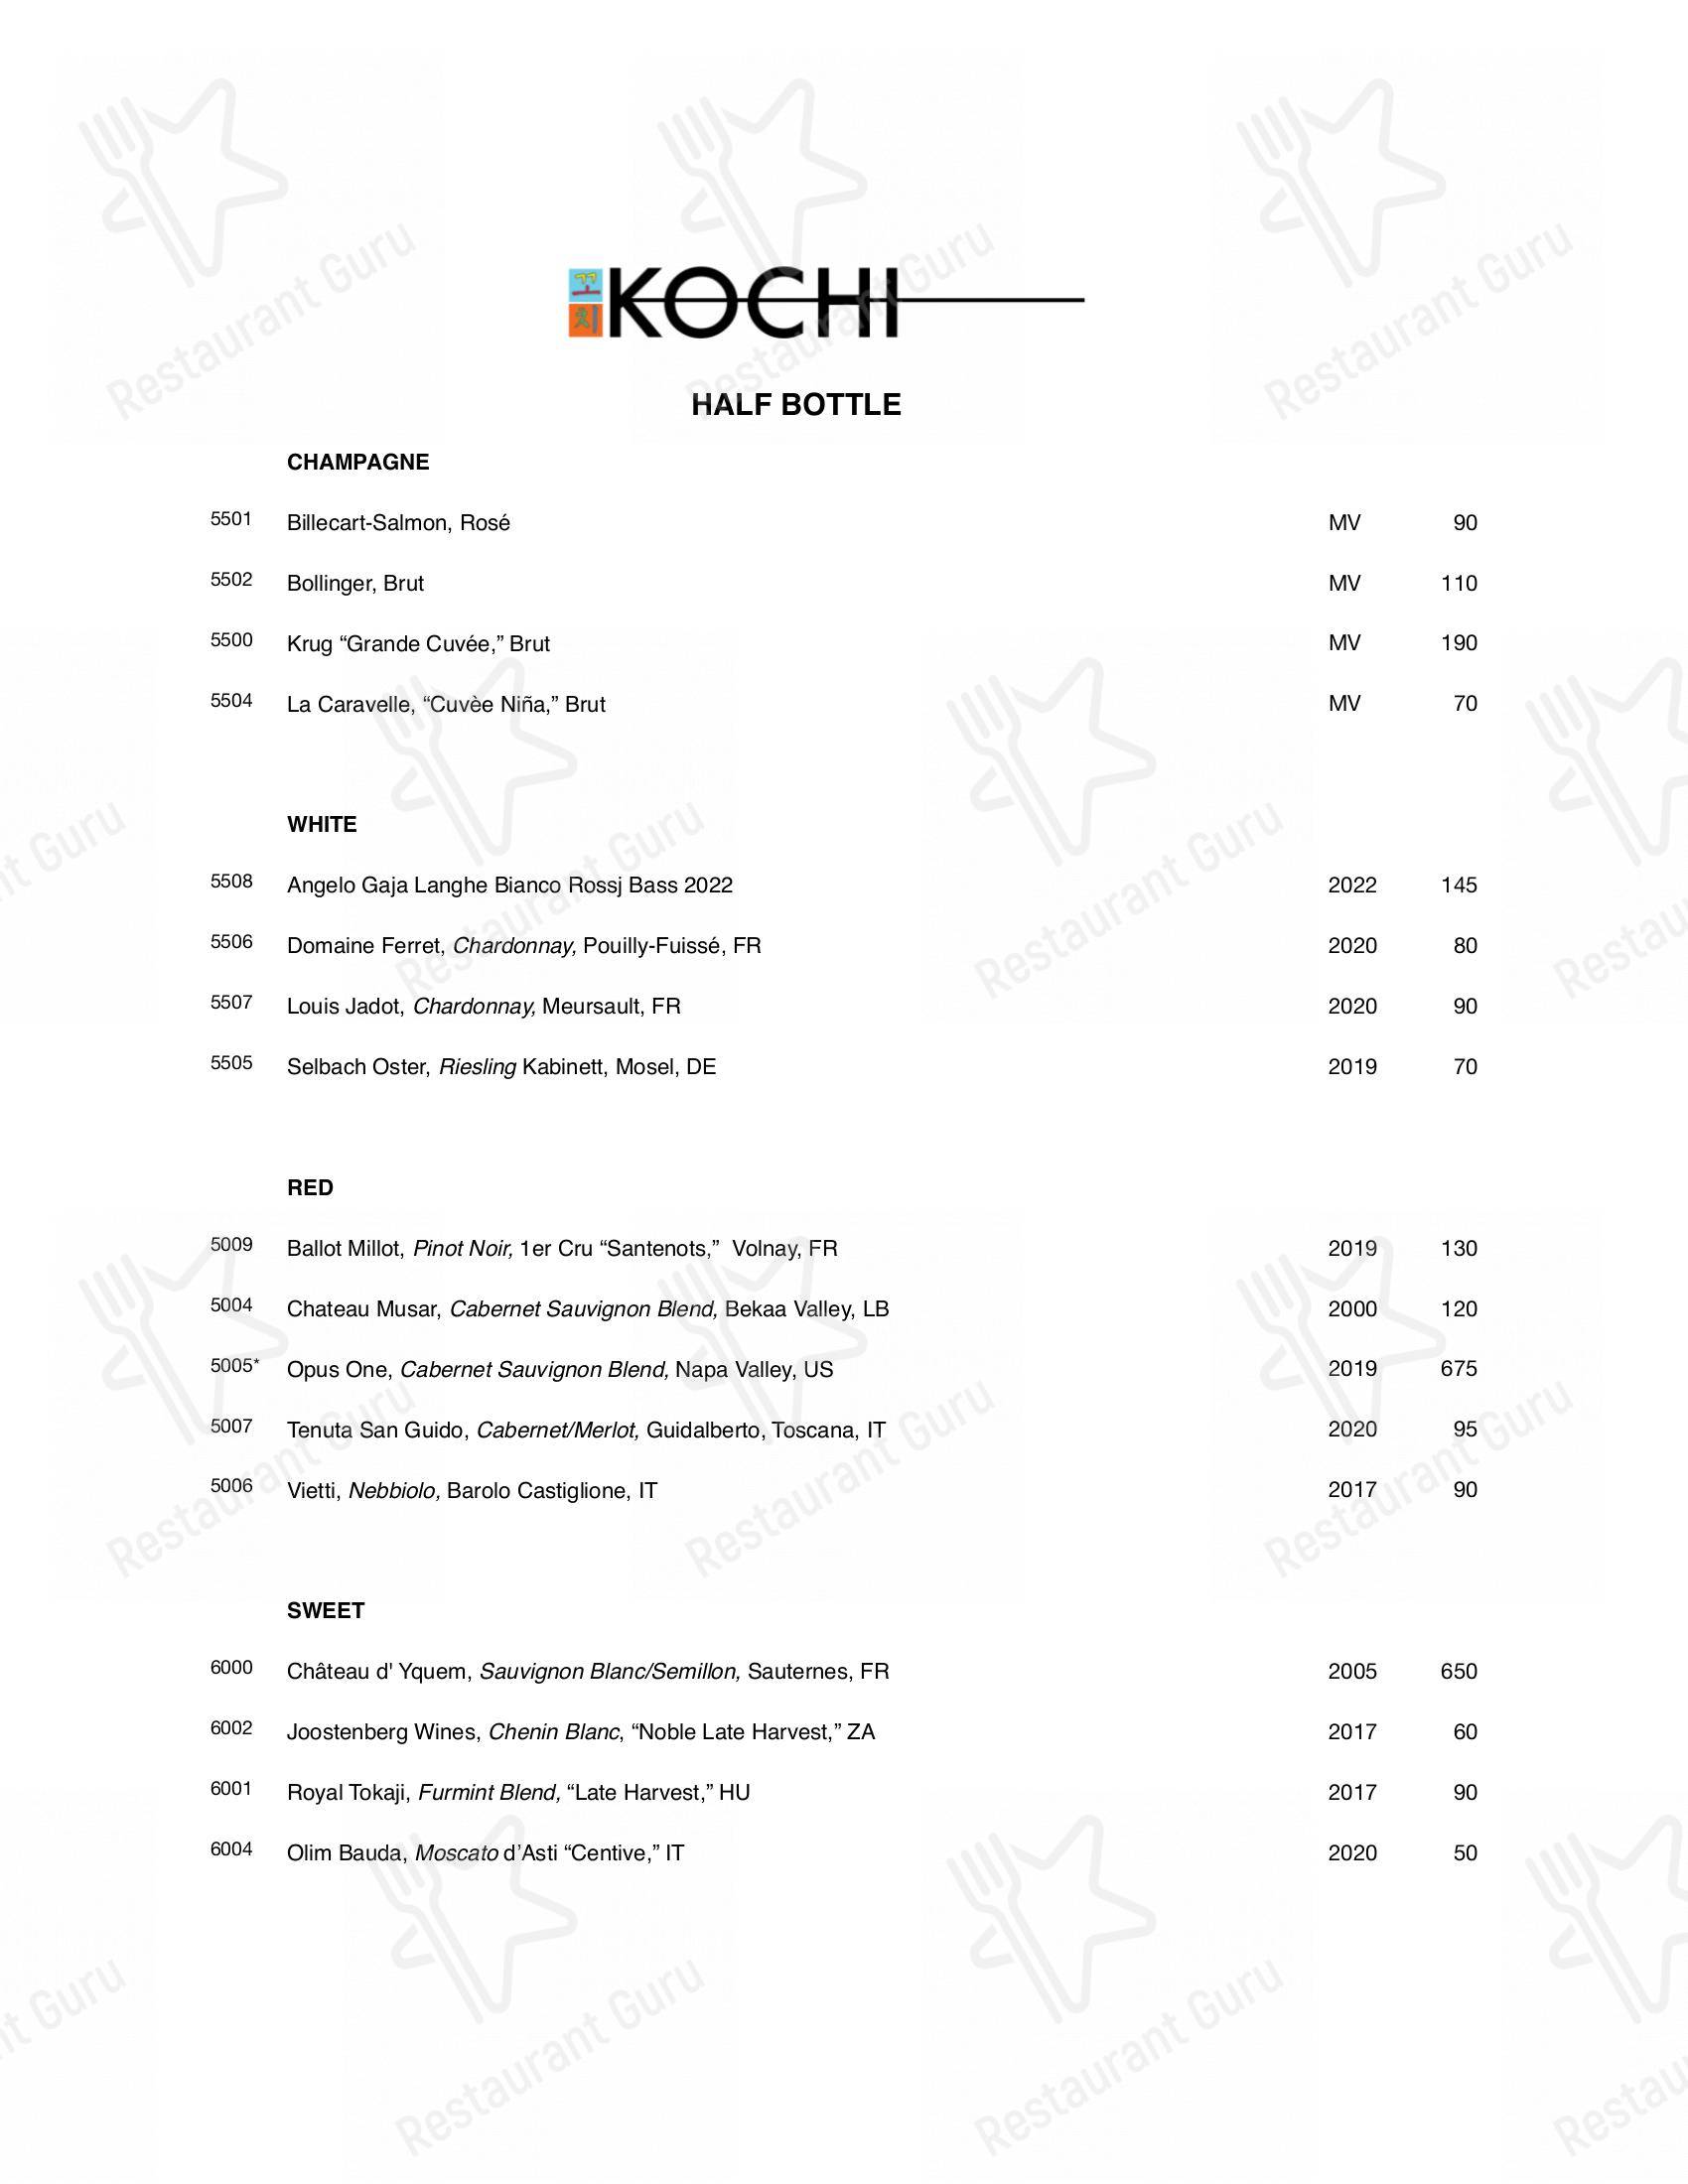 꼬치 KOCHI
HALF BOTTLE
CHAMPAGNE
5501 Billecart-Salmon, Rosé MV 90
5502 Bollinger, Brut MV 110
5500 Krug “Grande Cuvée,” Brut MV 190
5504 La Caravelle, “Cuvèe Niña,” Brut MV 70
WHITE
5508 Angelo Gaja Langhe Bianco Rossj Bass 2022 2022 145
5506 Domaine Ferret, Chardonnay, Pouilly-Fuissé, FR 2020 80
5507 Louis Jadot, Chardonnay, Meursault, FR 2020 90
5505 Selbach Oster, Riesling Kabinett, Mosel, DE 2019 70
RED
5009 Ballot Millot, Pinot Noir, 1er Cru “Santenots,” Volnay, FR 2019 130
5004 Chateau Musar, Cabernet Sauvignon Blend, Bekaa Valley, LB 2000 120
5005* Opus One, Cabernet Sauvignon Blend, Napa Valley, US 2019 675
5007 Tenuta San Guido, Cabernet/Merlot, Guidalberto, Toscana, IT 2020 95
5006 Vietti, Nebbiolo, Barolo Castiglione, IT 2017 90
SWEET
6000 Château d' Yquem, Sauvignon Blanc/Semillon, Sauternes, FR 2005 650
6002 Joostenberg Wines, Chenin Blanc, “Noble Late Harvest,” ZA 2017 60
6001 Royal Tokaji, Furmint Blend, “Late Harvest,” HU 2017 90
6004 Olim Bauda, Moscato d’Asti “Centive,” IT 2020 50
Restaurant Guru